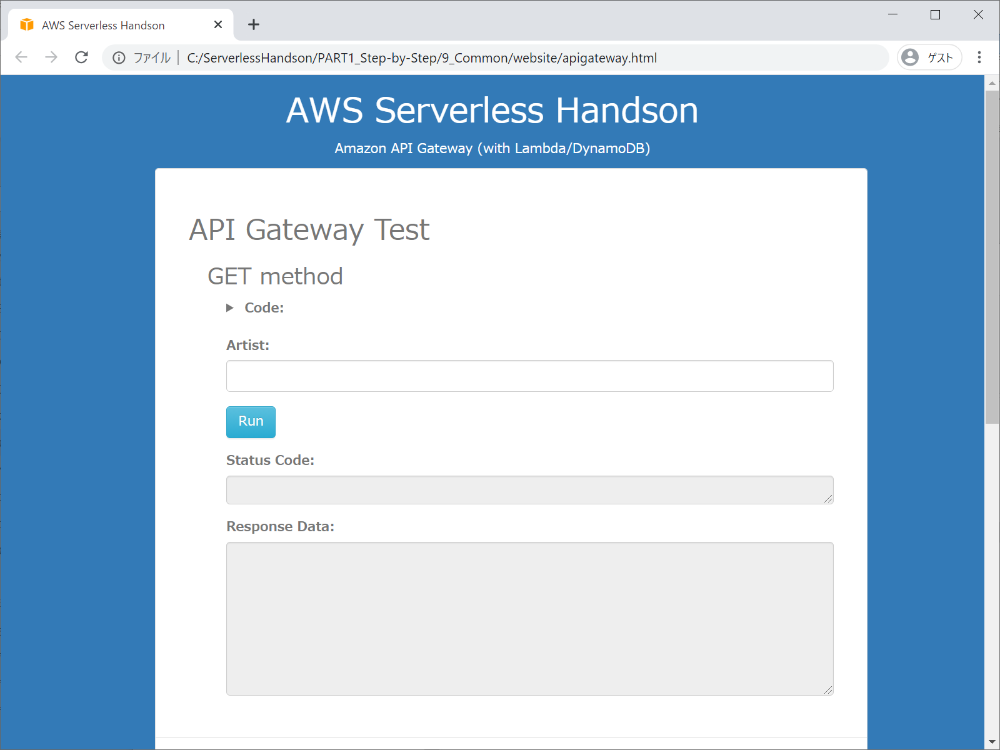 AWS Serverless Handson
ファイル C:/ServerlessHandson/PART1_Step-by-Step/9_Common/website/apigateway.html ゲスト
AWS Serverless Handson
Amazon API Gateway (with Lambda/DynamoDB)
API Gateway Test
GET method
Code:
Artist:
Run
Status Code:
Response Data: